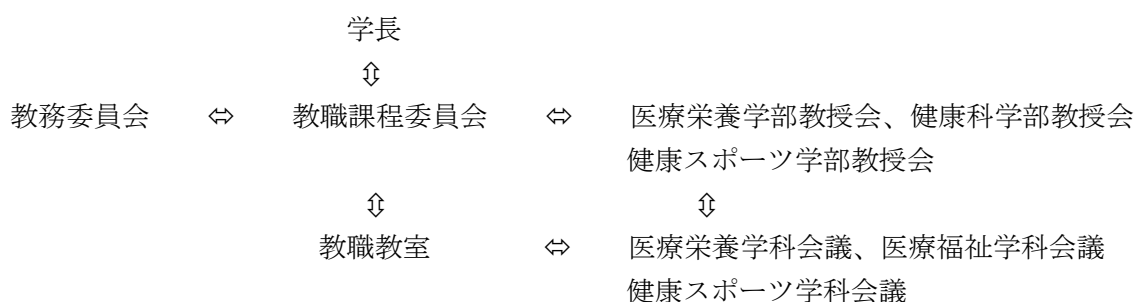 学長
⇕
教務委員会 ⇔ 教職課程委員会 ⇔ 医療栄養学部教授会、健康科学部教授会
健康スポーツ学部教授会
⇕ ⇕
教職教室 ⇔ 医療栄養学科会議、医療福祉学科会議
健康スポーツ学科会議